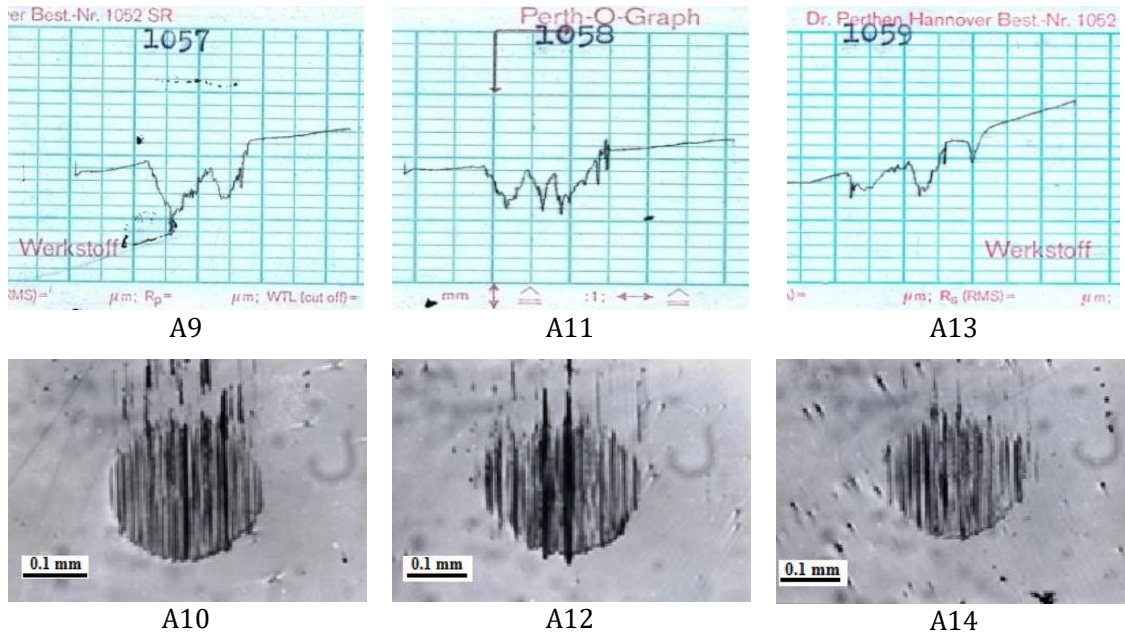 er Best.-Nr. 1052 SR
1057
Werkstoff
RMS)=
µm; Rp=
µm; WTL (cut off)=
A9
Perth-O-Graph
1058
mm
:1;
A11
Dr. Perthen Hannover Best.-Nr. 1052
1059
Werkstoff
)=
µm; Rs (RMS)=
µm;
A13
0.1 mm
A10
0.1 mm
A12
0.1 mm
A14